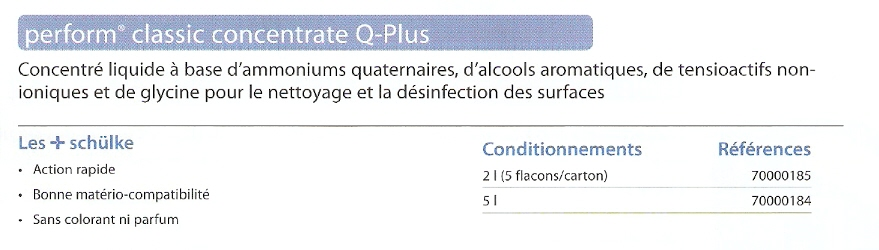 perform® classic concentrate Q-Plus
Concentré liquide à base d'ammoniums quaternaires, d'alcools aromatiques, de tensioactifs non-
ioniques et de glycine pour le nettoyage et la désinfection des surfaces
Les + schülke
• Action rapide
• Bonne matério-compatibilité
• Sans colorant ni parfum
Conditionnements Références
2 l (5 flacons/carton) 70000185
5 l 70000184